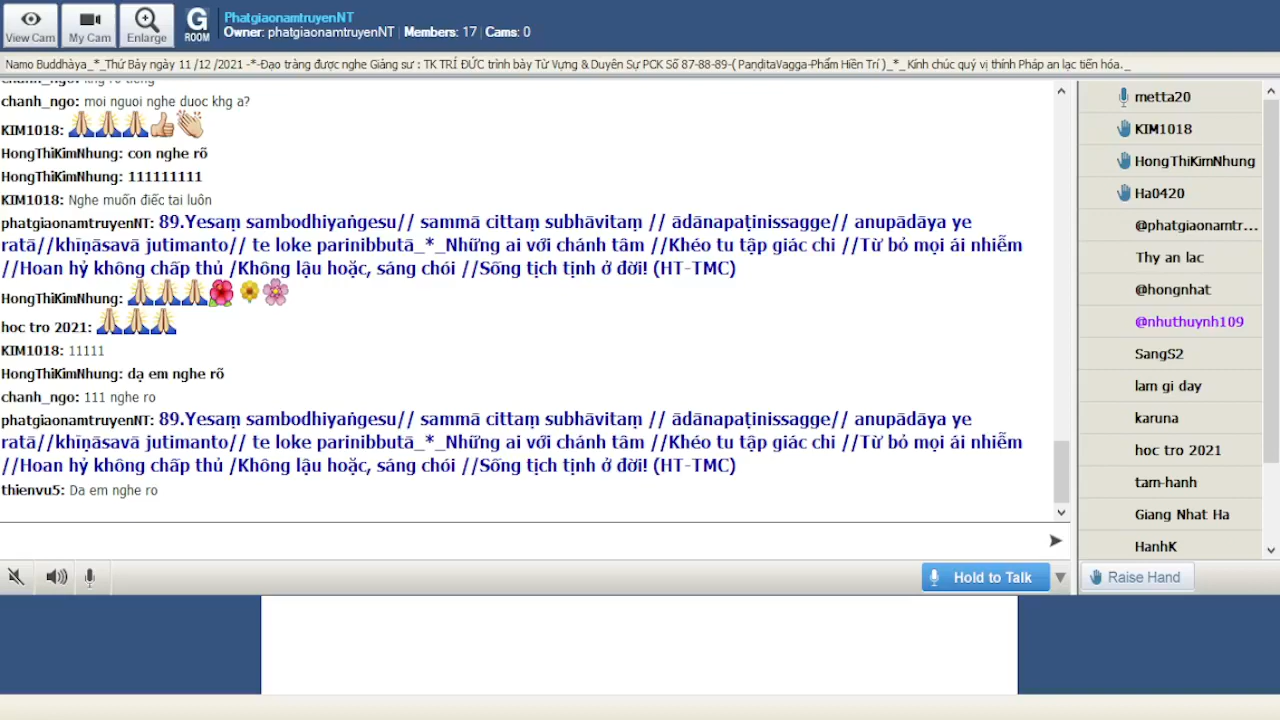 View Cam
My Cam
Enlarge
G
ROOM
PhatgiaonamtruyenNT
Owner: phatgiaonamtruyenNT | Members: 17 | Cams: 0
Namo Buddhàya_*_Thứ Bảy ngày 11 /12 /2021 -*-Đạo tràng được nghe Giảng sư : TK TRÍ ĐỨC trình bày Từ Vựng & Duyên Sự PCK Số 87-88-89-( PaṇḍitaVagga-Phẩm Hiền Trí )_*_ Kính chúc quý vị thính Pháp an lạc tiến hóa._
chanh_ngo: khg ro tieng
chanh_ngo: moi nguoi nghe duoc khg a?
KIM1018: 🙏🙏🙏👍👏
HongThiKimNhung: con nghe rõ
HongThiKimNhung: 111111111
KIM1018: Nghe muốn điếc tai luôn
phatgiaonamtruyenNT: 89.Yesaṃ sambodhiyaṅgesu// sammā cittaṃ subhāvitaṃ // ādānapaṭinissagge// anupādāya ye
ratā//khīṇāsavā jutimanto// te loke parinibbutā_*_Những ai với chánh tâm //Khéo tu tập giác chi //Từ bỏ mọi ái nhiễm
//Hoan hỷ không chấp thủ /Không lậu hoặc, sáng chói //Sống tịch tịnh ở đời! (HT-TMC)
HongThiKimNhung: 🙏🙏🙏🌺🌼🌸
hoc tro 2021: 🙏🙏🙏
KIM1018: 11111
HongThiKimNhung: dạ em nghe rõ
chanh_ngo: 111 nghe ro
phatgiaonamtruyenNT: 89.Yesaṃ sambodhiyaṅgesu// sammā cittaṃ subhāvitaṃ // ādānapaṭinissagge// anupādāya ye
ratā//khīṇāsavā jutimanto// te loke parinibbutā_*_Những ai với chánh tâm //Khéo tu tập giác chi //Từ bỏ mọi ái nhiễm
//Hoan hỷ không chấp thủ /Không lậu hoặc, sáng chói //Sống tịch tịnh ở đời! (HT-TMC)
thienvu5: Da em nghe ro
metta20
KIM1018
HongThiKimNhung
Ha0420
@phatgiaonamtr...
Thy an lac
@hongnhat
@nhuthuynh109
SangS2
lam gi day
karuna
hoc tro 2021
tam-hanh
Giang Nhat Ha
HanhK
Hold to Talk
Raise Hand